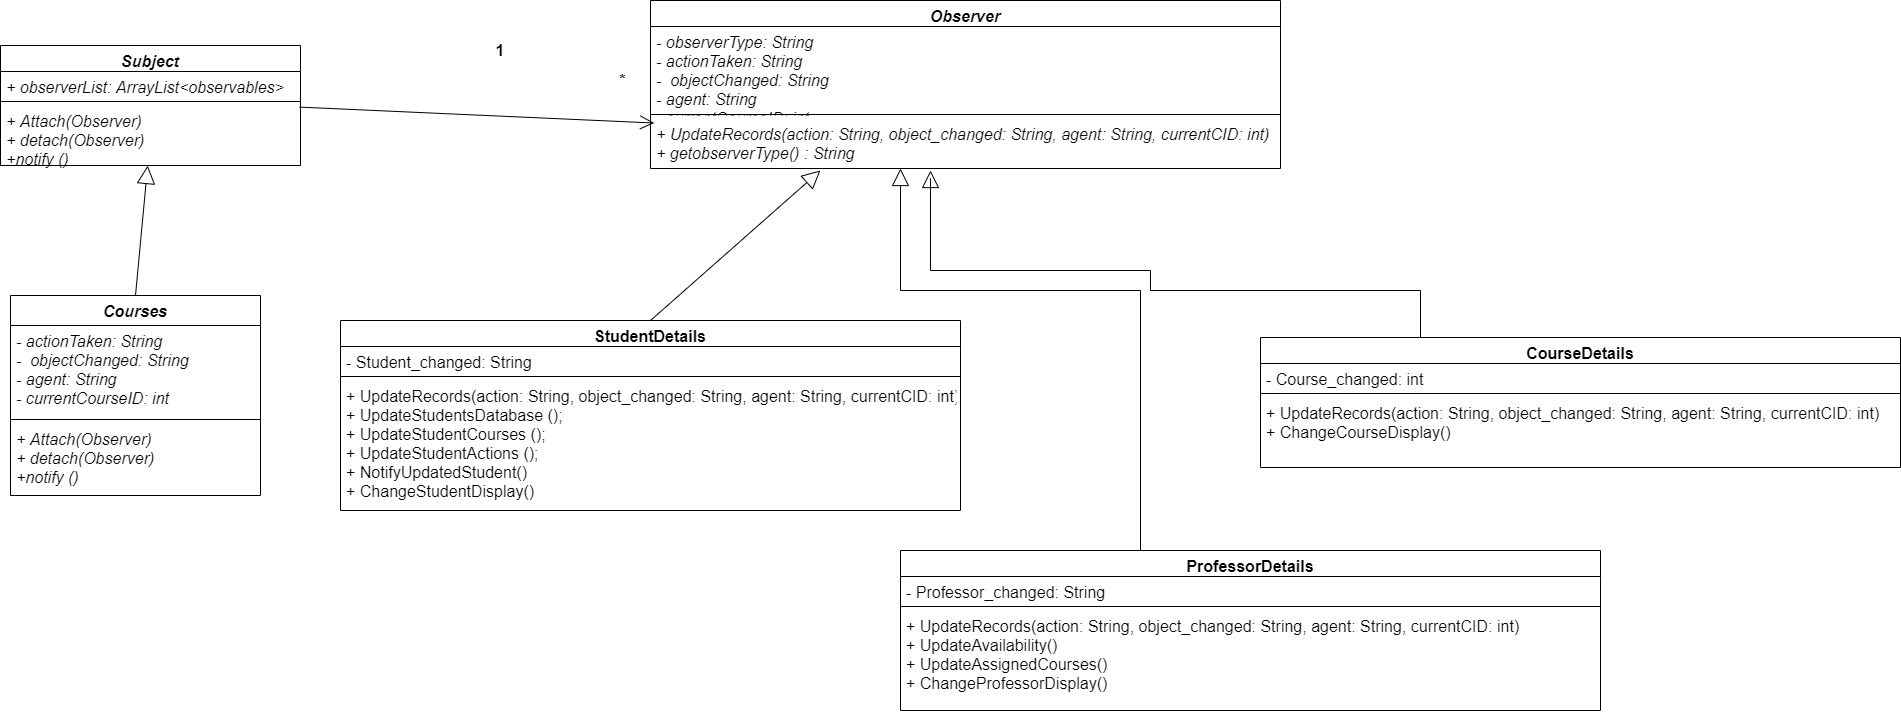 Subject
+ observerList: ArrayList<observables>
+ Attach(Observer)
+ detach(Observer)
+notify ()
1
*
Observer
- observerType: String
- actionTaken: String
-  objectChanged: String
- agent: String
+ UpdateRecords(action: String, object_changed: String, agent: String, currentCID: int)
+ getobserverType() : String
Courses
- actionTaken: String
-  objectChanged: String
- agent: String
- currentCourseID: int
+ Attach(Observer)
+ detach(Observer)
+notify ()
StudentDetails
- Student_changed: String
+ UpdateRecords(action: String, object_changed: String, agent: String, currentCID: int)
+ UpdateStudentsDatabase ();
+ UpdateStudentCourses ();
+ UpdateStudentActions ();
+ NotifyUpdatedStudent()
+ ChangeStudentDisplay()
CourseDetails
- Course_changed: int
+ UpdateRecords(action: String, object_changed: String, agent: String, currentCID: int)
+ ChangeCourseDisplay()
ProfessorDetails
- Professor_changed: String
+ UpdateRecords(action: String, object_changed: String, agent: String, currentCID: int)
+ UpdateAvailability()
+ UpdateAssignedCourses()
+ ChangeProfessorDisplay()